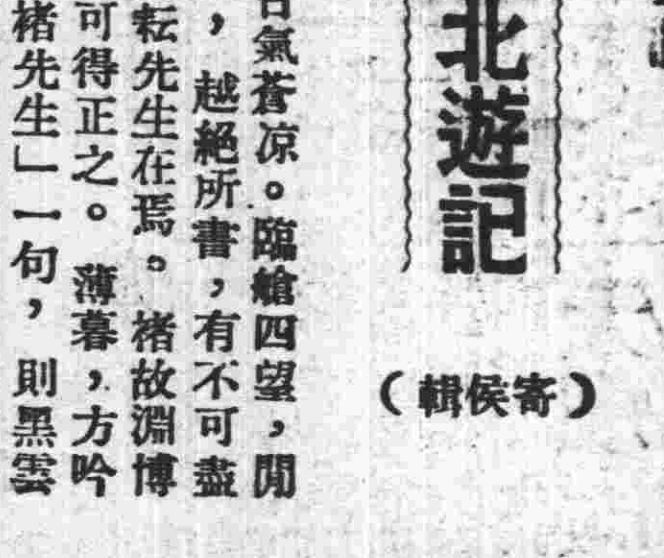 北遊記
（寄侯輯）
氣蒼凉。臨艙四望，閒
，越絕所書，有不可盡
耘先生在焉。褚故淵博
可得正之。薄暮，方吟
褚先生」一句，則黑雲